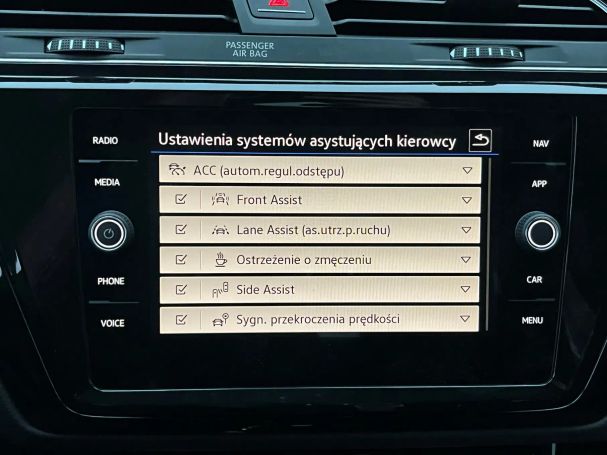 PASSENGER
AIR BAG
RADIO
MEDIA
PHONE
VOICE
Ustawienia systemów asystujących kierowcy
ACC (autom.regul.odstępu)
Front Assist
Lane Assist (as.utrz.p.ruchu)
Ostrzeżenie o zmęczeniu
Side Assist
Sygn. przekroczenia prędkości
NAV
APP
CAR
MENU